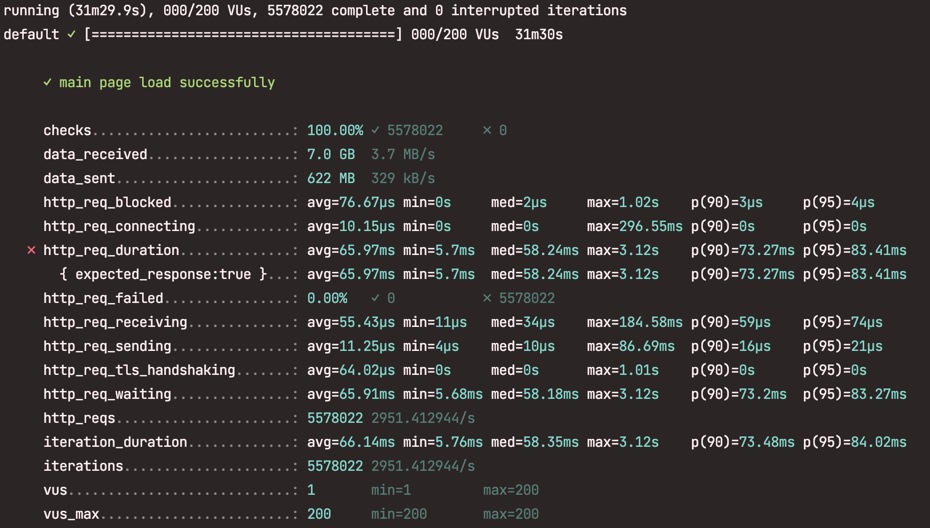 running (31m29.9s), 000/200 VUs, 5578022 complete and 0 interrupted iterations
default ✓ [======================================] 000/200 VUs  31m30s
✓ main page load successfully
checks.........................: 100.00% ✓ 5578022     ✗ 0
data_received..................: 7.0 GB  3.7 MB/s
data_sent......................: 622 MB  329 kB/s
http_req_blocked...............: avg=76.67µs min=0s     med=2µs     max=1.02s    p(90)=3µs     p(95)=4µs
http_req_connecting............: avg=10.15µs min=0s     med=0s      max=296.55ms p(90)=0s      p(95)=0s
✗ http_req_duration..............: avg=65.97ms min=5.7ms  med=58.24ms max=3.12s    p(90)=73.27ms p(95)=83.41ms
{ expected_response:true }...: avg=65.97ms min=5.7ms  med=58.24ms max=3.12s    p(90)=73.27ms p(95)=83.41ms
http_req_failed................: 0.00%   ✓ 0           ✗ 5578022
http_req_receiving.............: avg=55.43µs min=11µs   med=34µs    max=184.58ms p(90)=59µs    p(95)=74µs
http_req_sending...............: avg=11.25µs min=4µs    med=10µs    max=86.69ms  p(90)=16µs    p(95)=21µs
http_req_tls_handshaking.......: avg=64.02µs min=0s     med=0s      max=1.01s    p(90)=0s      p(95)=0s
http_req_waiting...............: avg=65.91ms min=5.68ms med=58.18ms max=3.12s    p(90)=73.2ms  p(95)=83.27ms
http_reqs......................: 5578022 2951.412944/s
iteration_duration.............: avg=66.14ms min=5.76ms med=58.35ms max=3.12s    p(90)=73.48ms p(95)=84.02ms
iterations.....................: 5578022 2951.412944/s
vus............................: 1       min=1         max=200
vus_max........................: 200     min=200       max=200